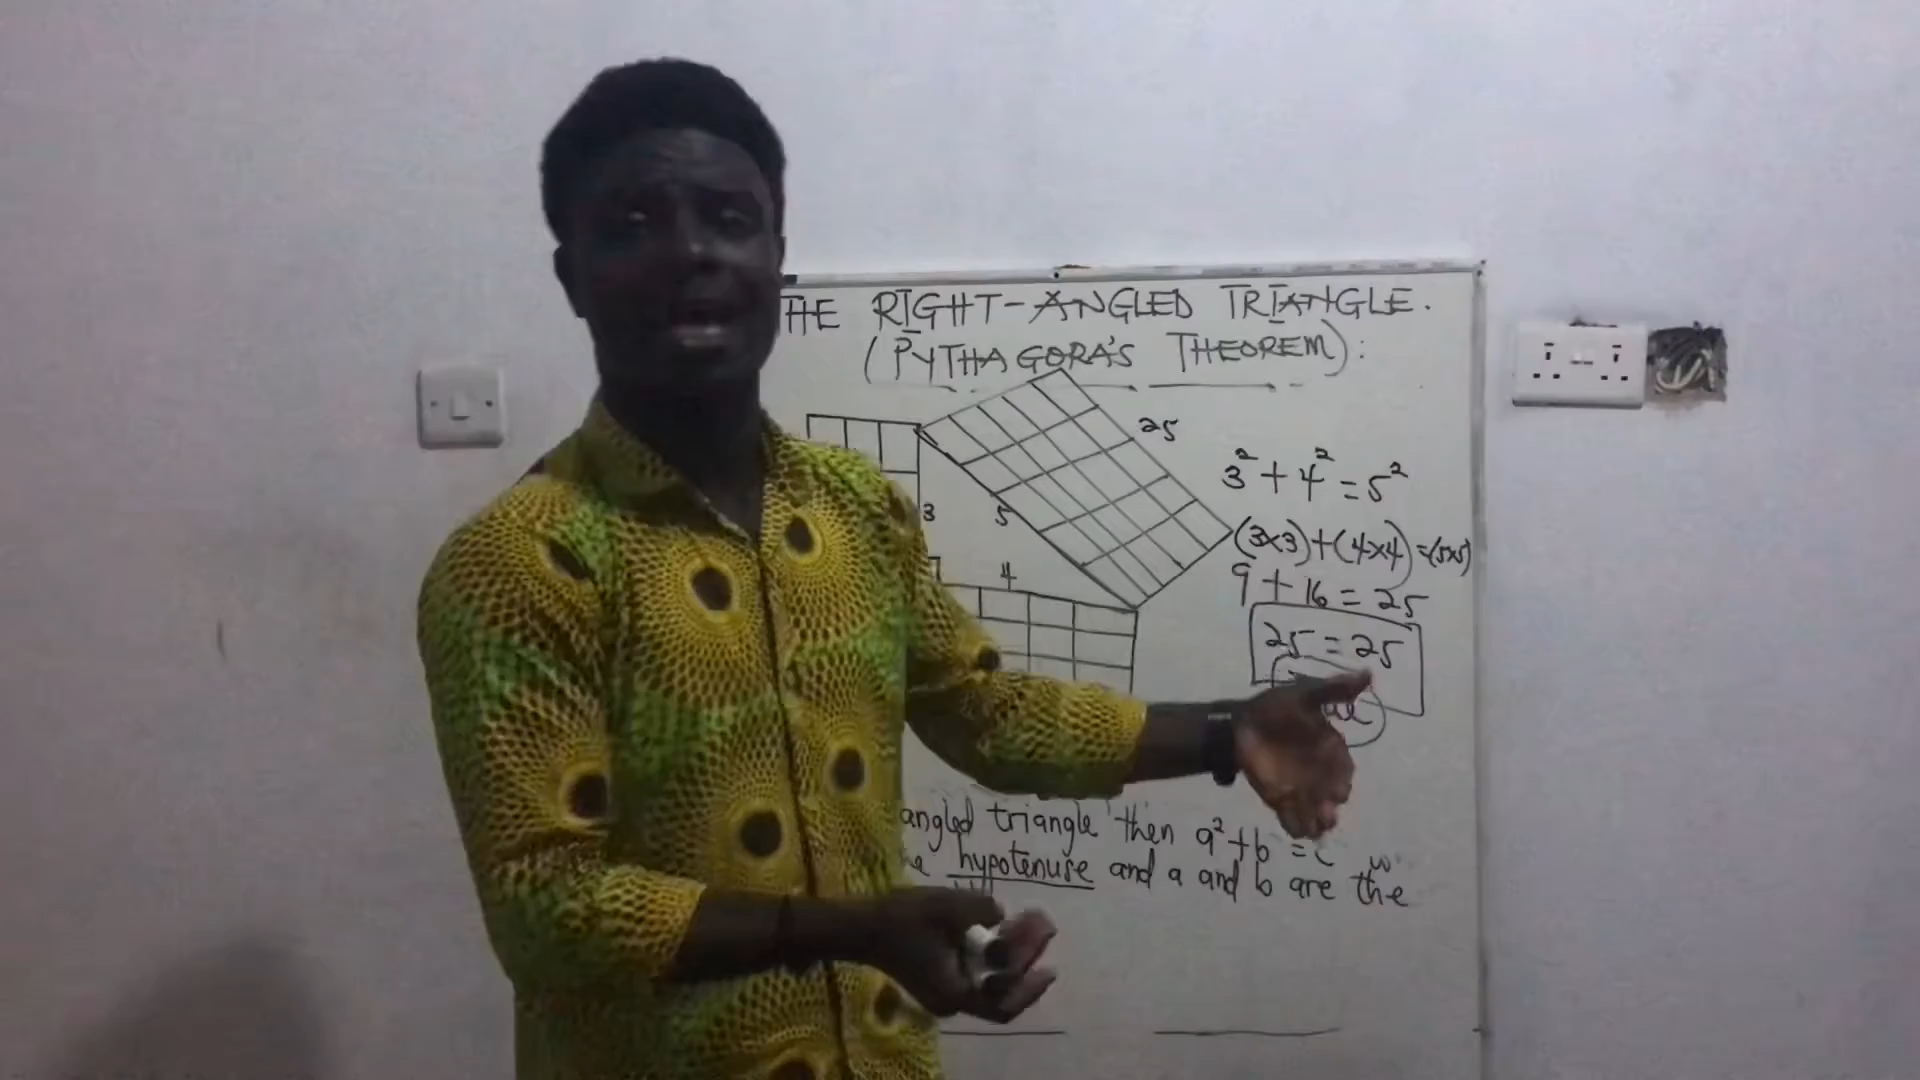 THE RIGHT-ANGLED TRIANGLE.
(PYTHAGORA'S THEOREM):
25
3
5
4
3² + 4² = 5²
(3x3)+(4x4)=(5x5)
9 + 16 = 25
25 = 25
angled triangle then a²+b =
hypotenuse and a and b are the